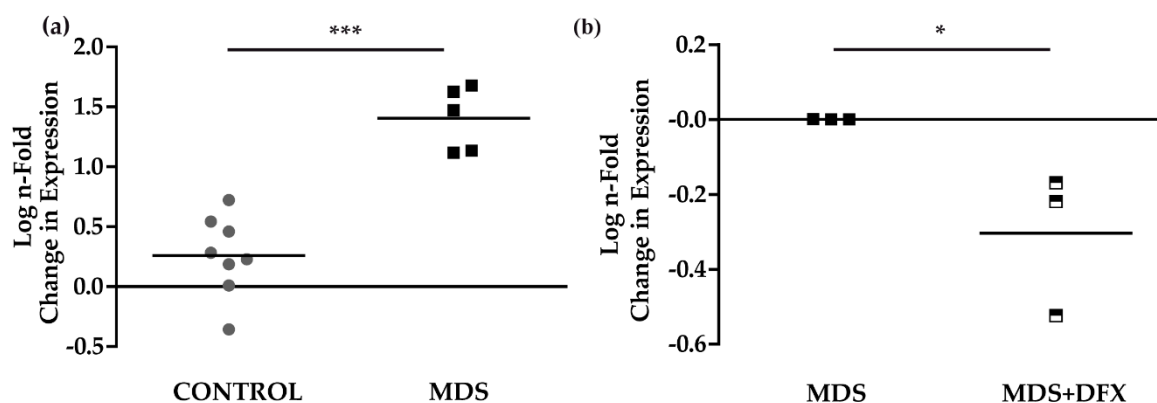 (a)
***
Log n-Fold
Change in Expression
2.0
1.5
1.0
0.5
0.0
-0.5
CONTROL
MDS
(b)
*
Log n-Fold
Change in Expression
0.2
-0.0
-0.2
-0.4
-0.6
MDS
MDS+DFX